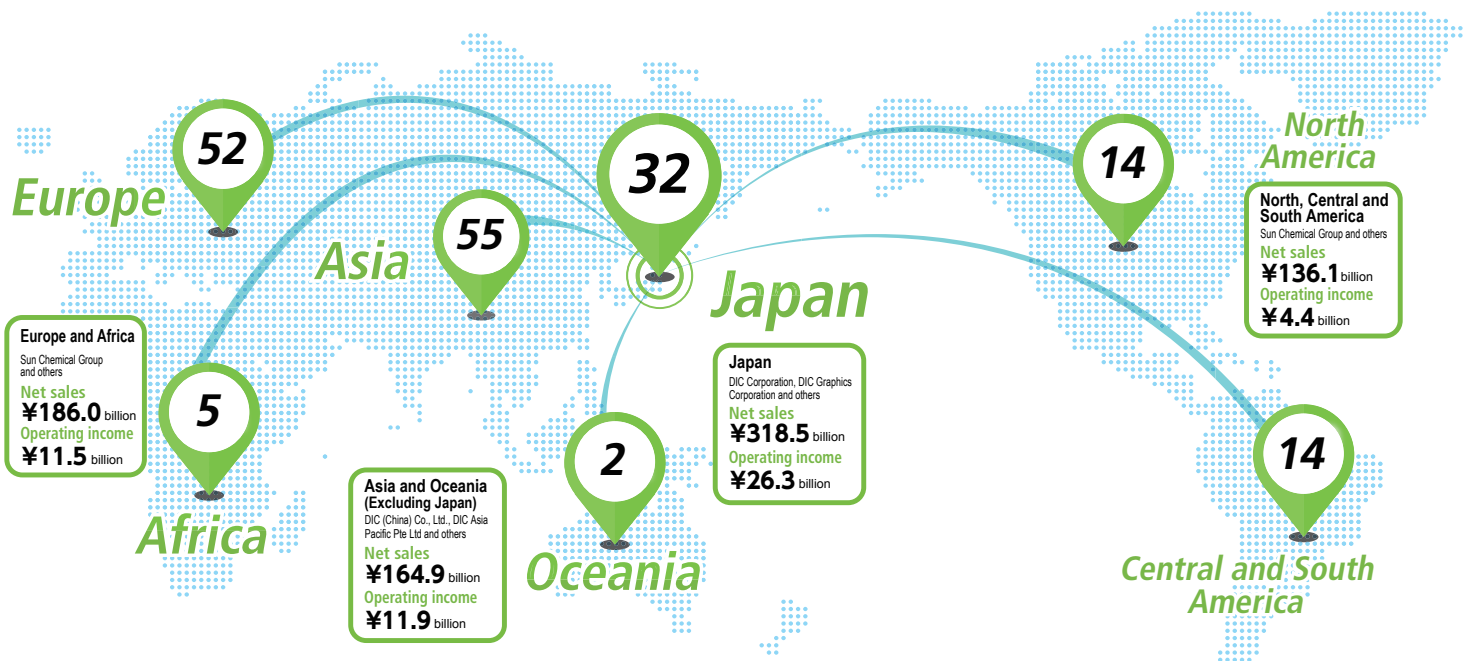 52
Europe
5
Africa
Europe and Africa
Sun Chemical Group
and others
Net sales
¥186.0 billion
Operating income
¥11.5 billion
55
Asia
Asia and Oceania
(Excluding Japan)
DIC (China) Co., Ltd., DIC Asia
Pacific Pte Ltd and others
Net sales
¥164.9 billion
Operating income
¥11.9 billion
2
Oceania
32
Japan
Japan
DIC Corporation, DIC Graphics
Corporation and others
Net sales
¥318.5 billion
Operating income
¥26.3 billion
14
North
America
North, Central and
South America
Sun Chemical Group and others
Net sales
¥136.1 billion
Operating income
¥4.4 billion
14
Central and South
America